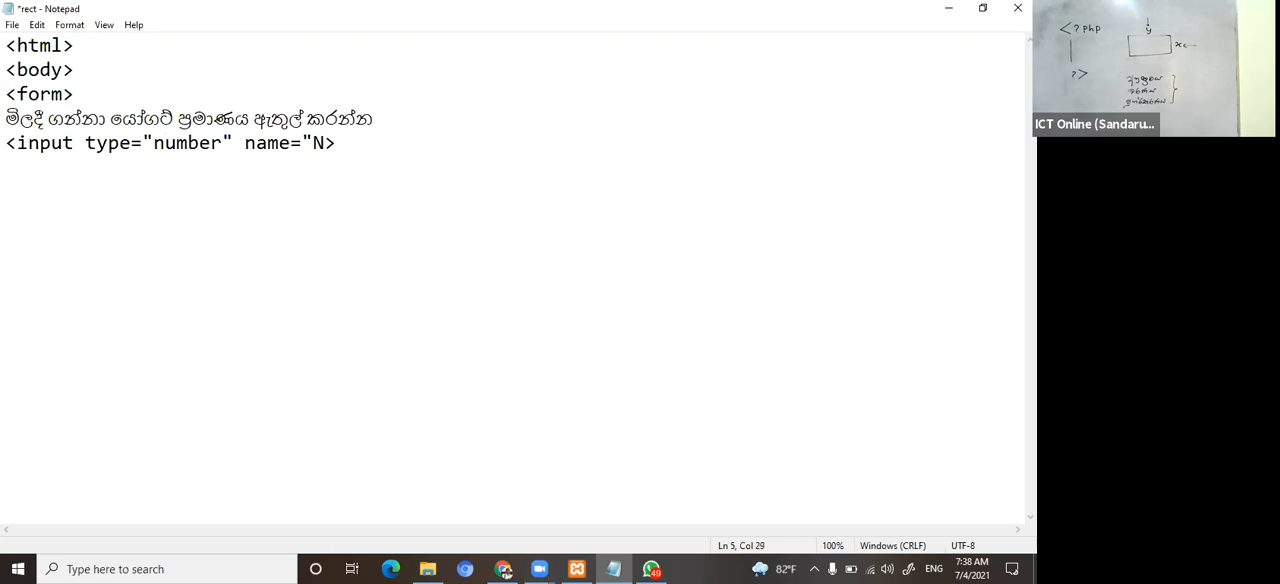 *rect - Notepad
File Edit Format View Help
<html>
<body>
<form>
මිලදී ගන්නා යෝගට් ප්‍රමාණය ඇතුල් කරන්න
<input type="number" name="N>
<? php
?>
y
x
ICT Online (Sandaru...
Ln 5, Col 29 100% Windows (CRLF) UTF-8
Type here to search
49
82°F ENG
7:38 AM
7/4/2021